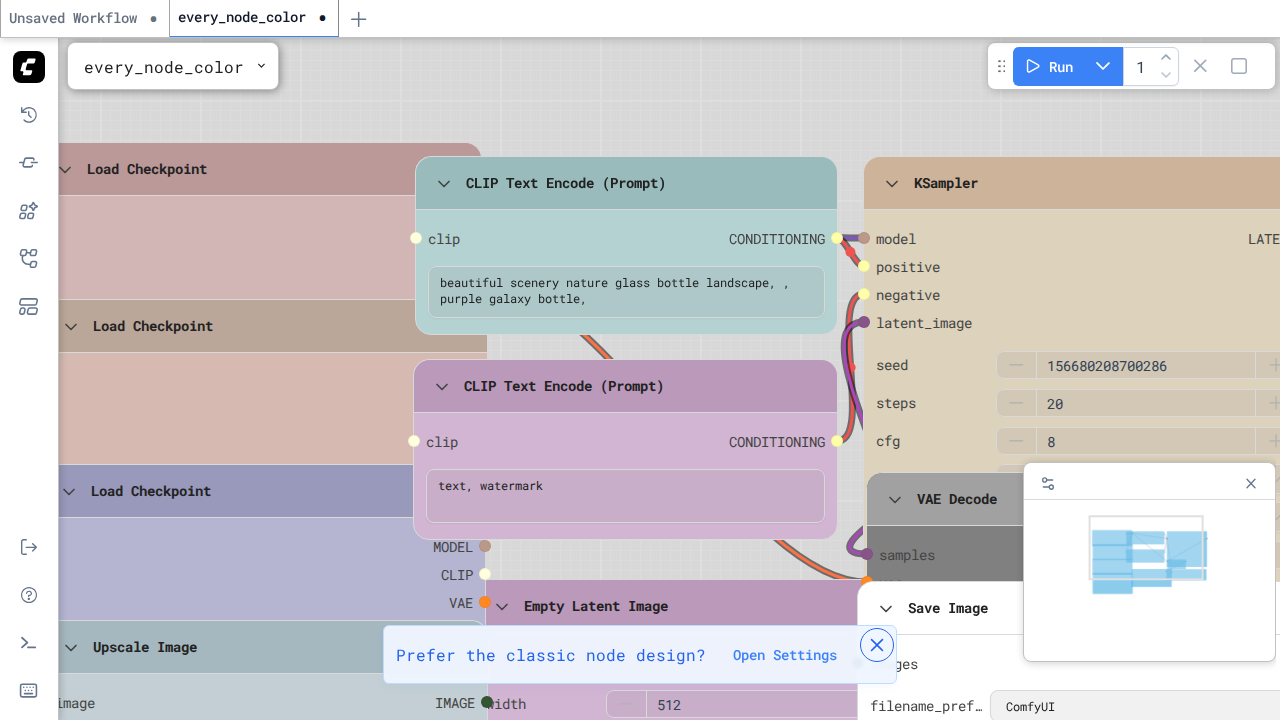 Unsaved Workflow
every_node_color
every_node_color
Run
1
Load Checkpoint
CLIP Text Encode (Prompt)
KSampler
clip
CONDITIONING
beautiful scenery nature glass bottle landscape, ,
purple galaxy bottle,
model
LATE
positive
negative
latent_image
seed
156680208700286
steps
20
cfg
8
Load Checkpoint
CLIP Text Encode (Prompt)
clip
CONDITIONING
text, watermark
Load Checkpoint
MODEL
CLIP
VAE
VAE Decode
samples
Empty Latent Image
Save Image
Upscale Image
Prefer the classic node design?
Open Settings
image
IMAGE
width
512
filename_pref…
ComfyUI